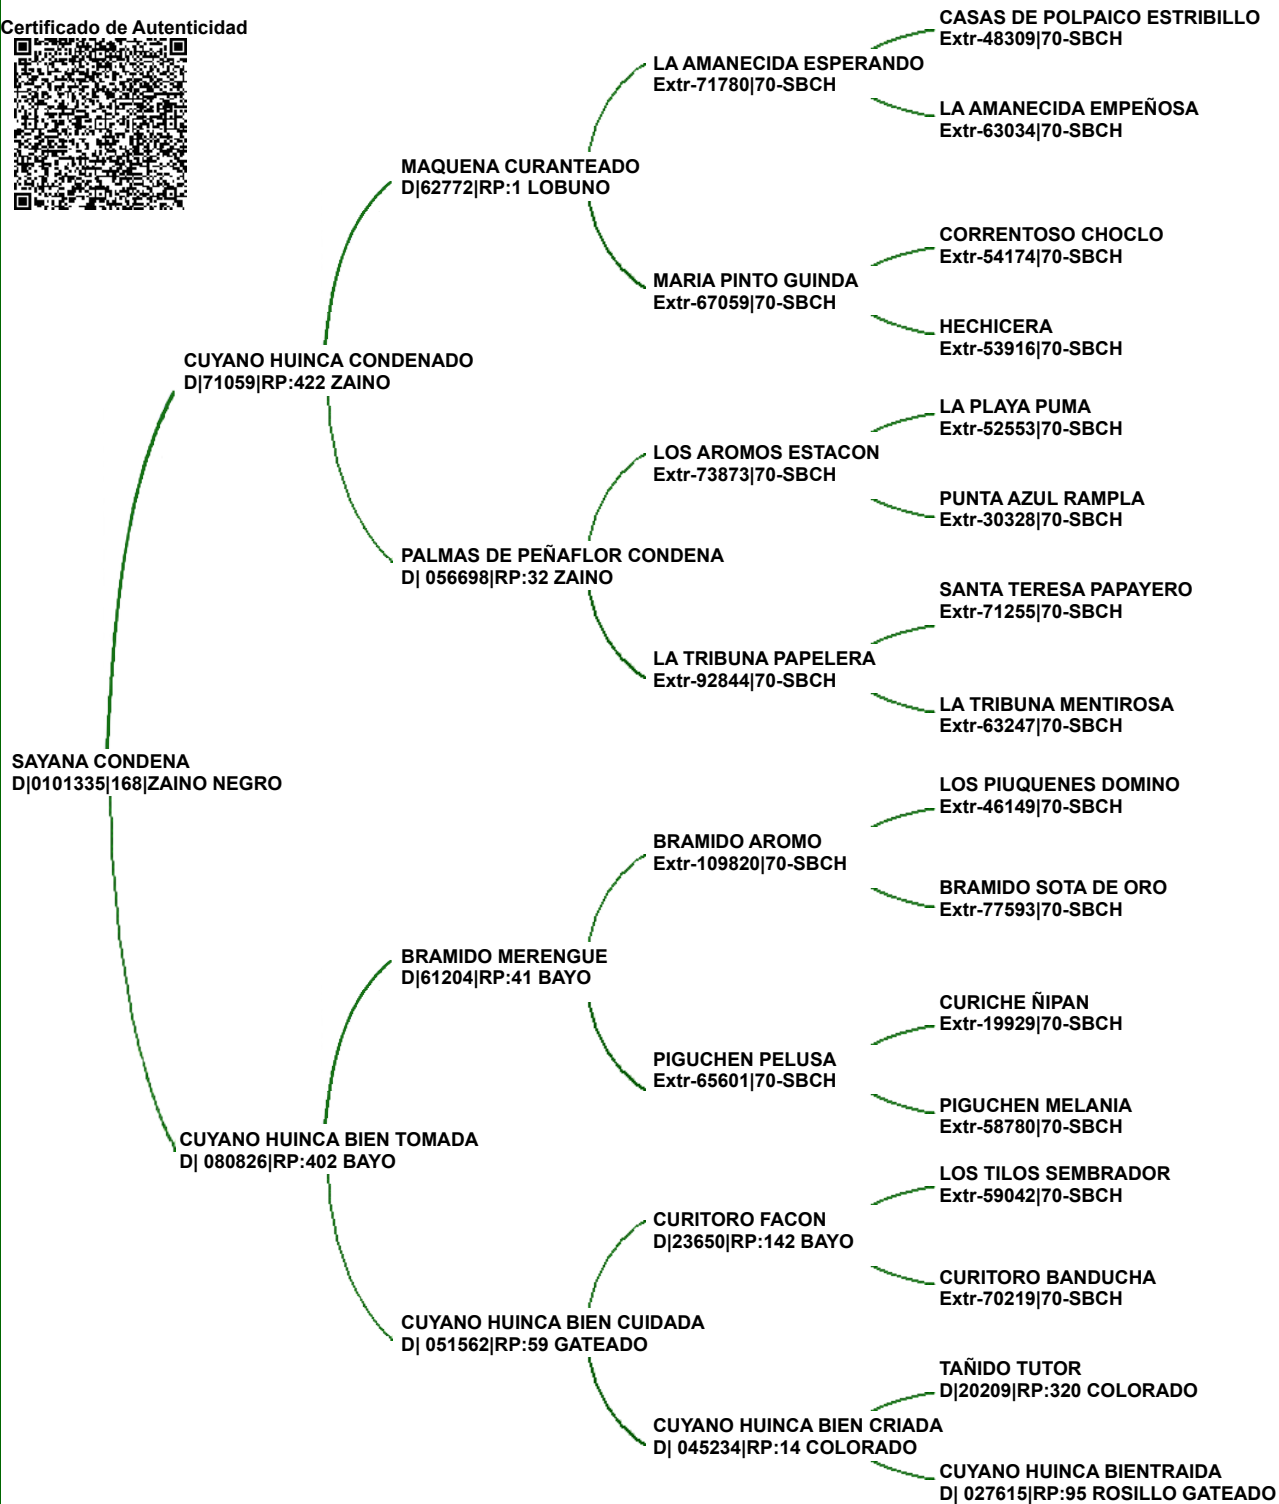 Certificado de Autenticidad
CASAS DE POLPAICO ESTRIBILLO
Extr-48309|70-SBCH
LA AMANECIDA ESPERANDO
Extr-71780|70-SBCH
LA AMANECIDA EMPEÑOSA
Extr-63034|70-SBCH
MAQUENA CURANTEADO
D|62772|RP:1 LOBUNO
CORRENTOSO CHOCLO
Extr-54174|70-SBCH
MARIA PINTO GUINDA
Extr-67059|70-SBCH
HECHICERA
Extr-53916|70-SBCH
CUYANO HUINCA CONDENADO
D|71059|RP:422 ZAINO
LA PLAYA PUMA
Extr-52553|70-SBCH
LOS AROMOS ESTACON
Extr-73873|70-SBCH
PUNTA AZUL RAMPLA
Extr-30328|70-SBCH
PALMAS DE PEÑAFLOR CONDENA
D| 056698|RP:32 ZAINO
SANTA TERESA PAPAYERO
Extr-71255|70-SBCH
LA TRIBUNA PAPELERA
Extr-92844|70-SBCH
LA TRIBUNA MENTIROSA
Extr-63247|70-SBCH
SAYANA CONDENA
D|0101335|168|ZAINO NEGRO
LOS PIUQUENES DOMINO
Extr-46149|70-SBCH
BRAMIDO AROMO
Extr-109820|70-SBCH
BRAMIDO SOTA DE ORO
Extr-77593|70-SBCH
BRAMIDO MERENGUE
D|61204|RP:41 BAYO
CURICHE ÑIPAN
Extr-19929|70-SBCH
PIGUCHEN PELUSA
Extr-65601|70-SBCH
PIGUCHEN MELANIA
Extr-58780|70-SBCH
CUYANO HUINCA BIEN TOMADA
D| 080826|RP:402 BAYO
LOS TILOS SEMBRADOR
Extr-59042|70-SBCH
CURITORO FACON
D|23650|RP:142 BAYO
CURITORO BANDUCHA
Extr-70219|70-SBCH
CUYANO HUINCA BIEN CUIDADA
D| 051562|RP:59 GATEADO
TAÑIDO TUTOR
D|20209|RP:320 COLORADO
CUYANO HUINCA BIEN CRIADA
D| 045234|RP:14 COLORADO
CUYANO HUINCA BIENTRAIDA
D| 027615|RP:95 ROSILLO GATEADO